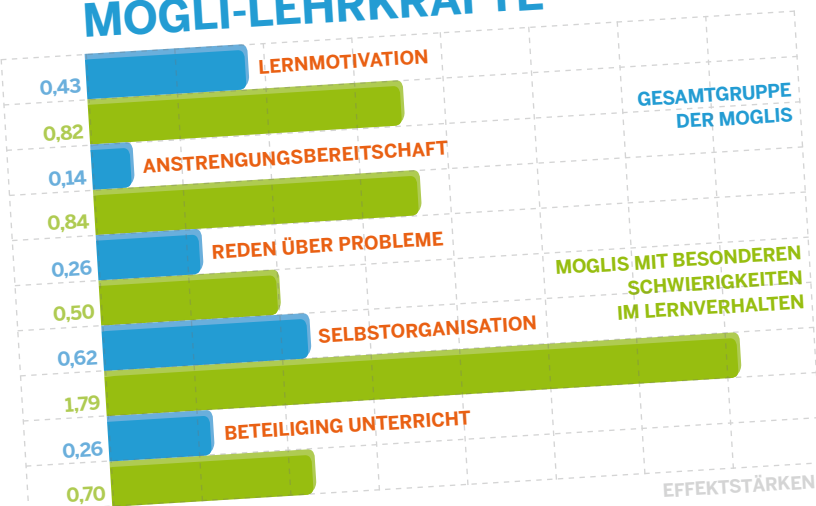 MOGLI-LEHRKRÄFTE
0,43
LERNMOTIVATION
0,82
GESAMTGRUPPE
DER MOGLIS
0,14
ANSTRENGUNGSBEREITSCHAFT
0,84
0,26
REDEN ÜBER PROBLEME
0,50
MOGLIS MIT BESONDEREN
SCHWIERIGKEITEN
IM LERNVERHALTEN
0,62
SELBSTORGANISATION
1,79
0,26
BETEILIGING UNTERRICHT
0,70
EFFEKTSTÄRKEN